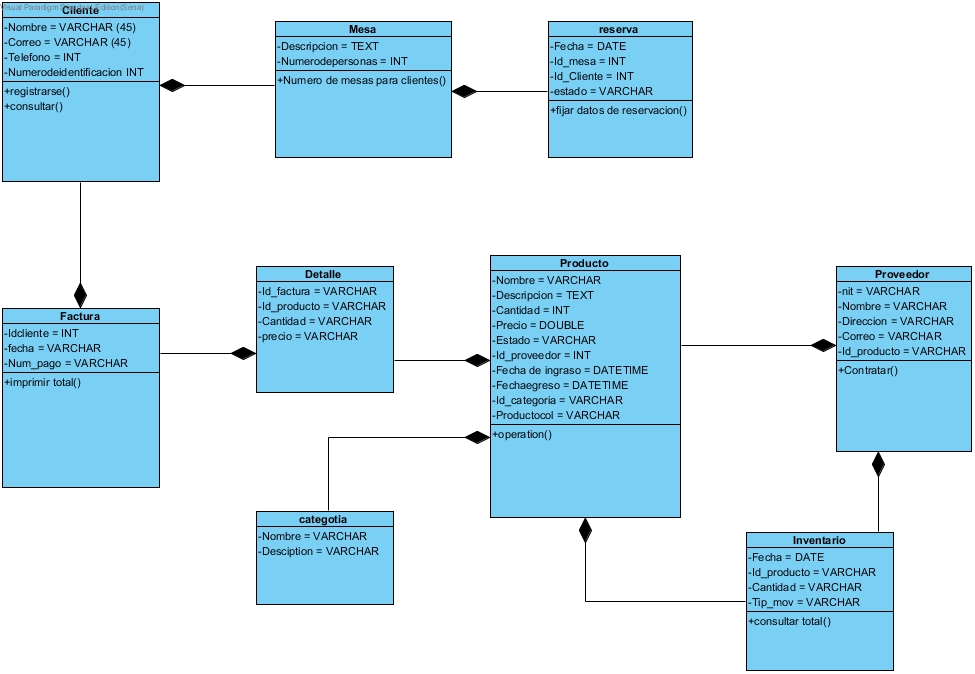 Visual Paradigm Standard Edition(Sena)
Cliente
-Nombre = VARCHAR (45)
-Correo = VARCHAR (45)
-Telefono = INT
-Numerodeidentificacion INT
+registrarse()
+consultar()
Mesa
-Descripcion = TEXT
-Numerodepersonas = INT
+Numero de mesas para clientes()
reserva
-Fecha = DATE
-Id_mesa = INT
-Id_Cliente = INT
-estado = VARCHAR
+fijar datos de reservacion()
Factura
-Idcliente = INT
-fecha = VARCHAR
-Num_pago = VARCHAR
+imprimir total()
Detalle
-Id_factura = VARCHAR
-Id_producto = VARCHAR
-Cantidad = VARCHAR
-precio = VARCHAR
Producto
-Nombre = VARCHAR
-Descripcion = TEXT
-Cantidad = INT
-Precio = DOUBLE
-Estado = VARCHAR
-Id_proveedor = INT
-Fecha de ingraso = DATETIME
-Fechaegreso = DATETIME
-Id_categoria = VARCHAR
-Productocol = VARCHAR
+operation()
Proveedor
-nit = VARCHAR
-Nombre = VARCHAR
-Direccion = VARCHAR
-Correo = VARCHAR
-Id_producto = VARCHAR
+Contratar()
categotia
-Nombre = VARCHAR
-Desciption = VARCHAR
Inventario
-Fecha = DATE
-Id_producto = VARCHAR
-Cantidad = VARCHAR
-Tip_mov = VARCHAR
+consultar total()